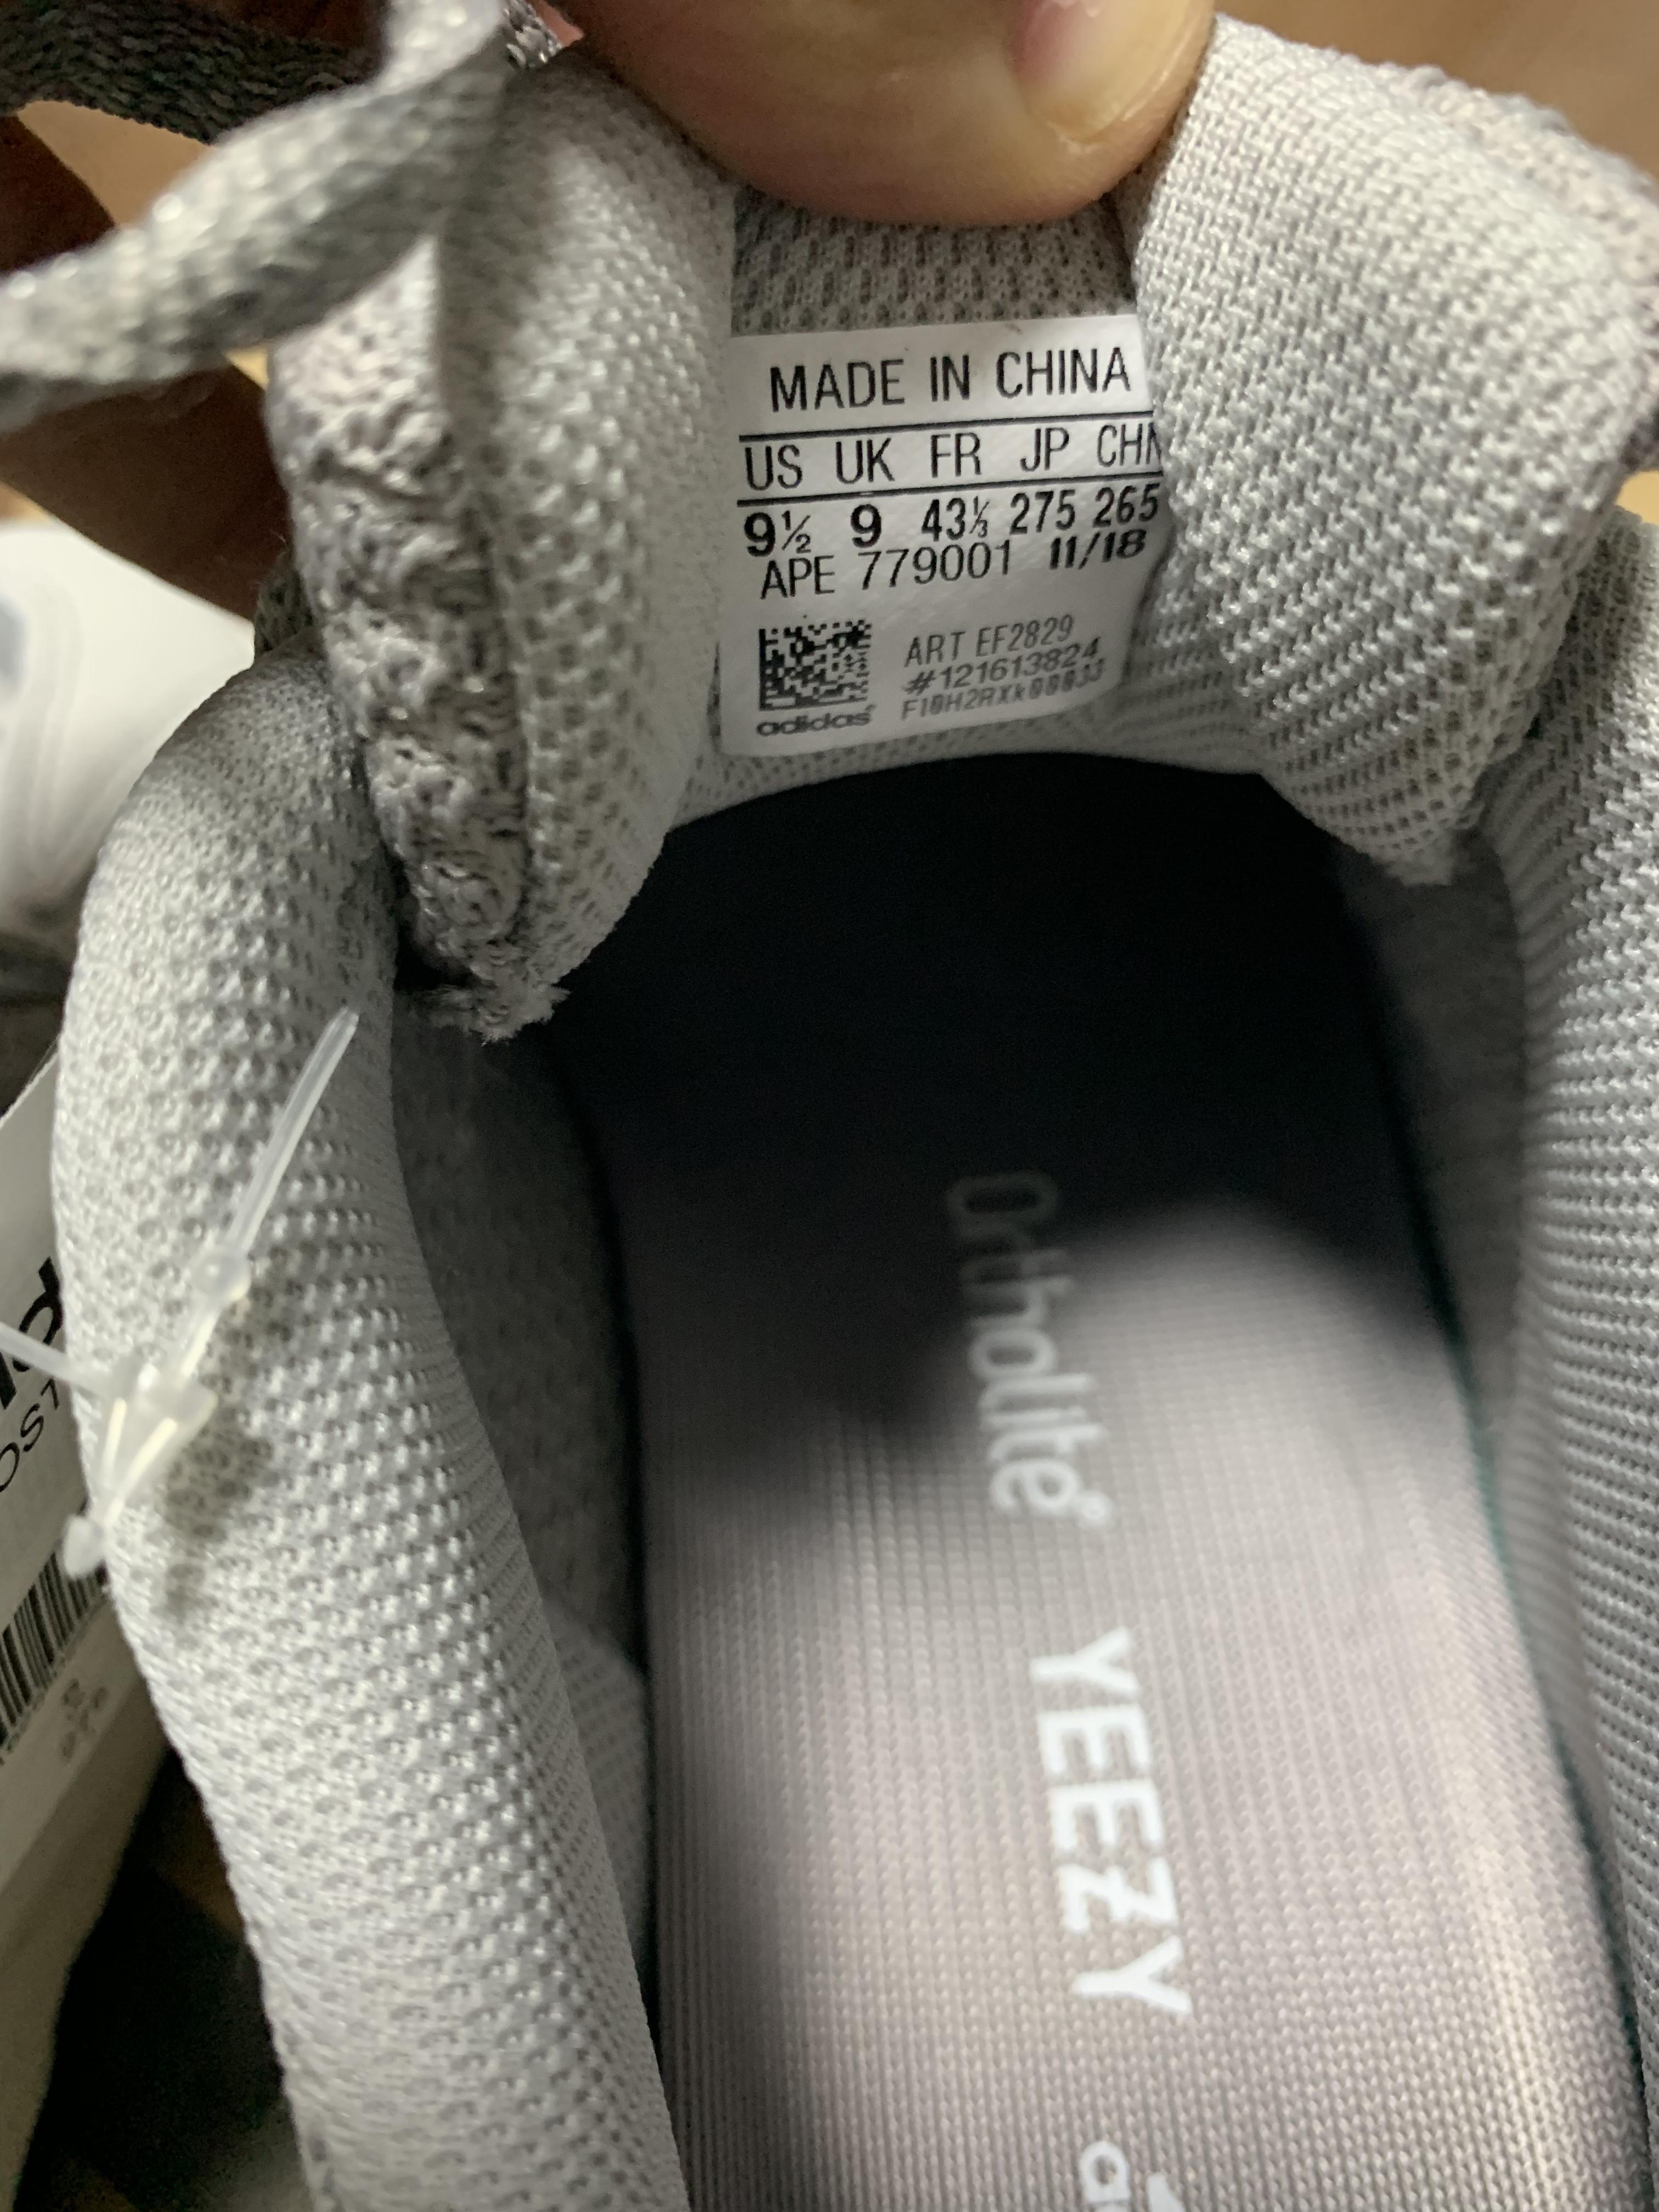 MADE IN CHINA
US UK FR JP CHN
9½ 9 43⅓ 275 265
APE 779001 11/18
ART EF2829
#121613824
adidas
Ortholite®
YEEZY